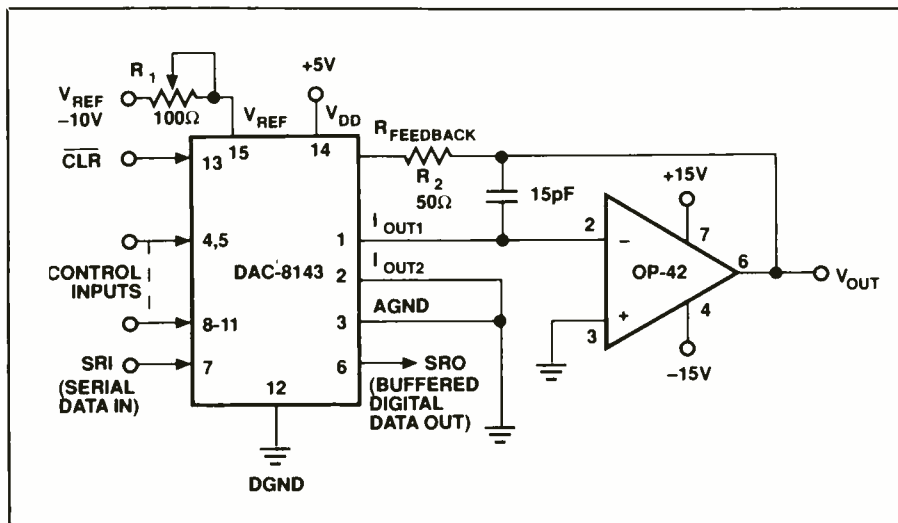 +5V
R1
VREF
–10V
100Ω
VREF
VDD
RFEEDBACK
15
14
CLR
13
R2
50Ω
15pF
+15V
IOUT1
2
7
4,5
1
–
CONTROL
INPUTS
DAC-8143
IOUT2
2
OP-42
6
VOUT
AGND
3
+
3
4
8-11
SRI
(SERIAL
DATA IN)
7
6
SRO
(BUFFERED
DIGITAL
DATA OUT)
–15V
12
DGND